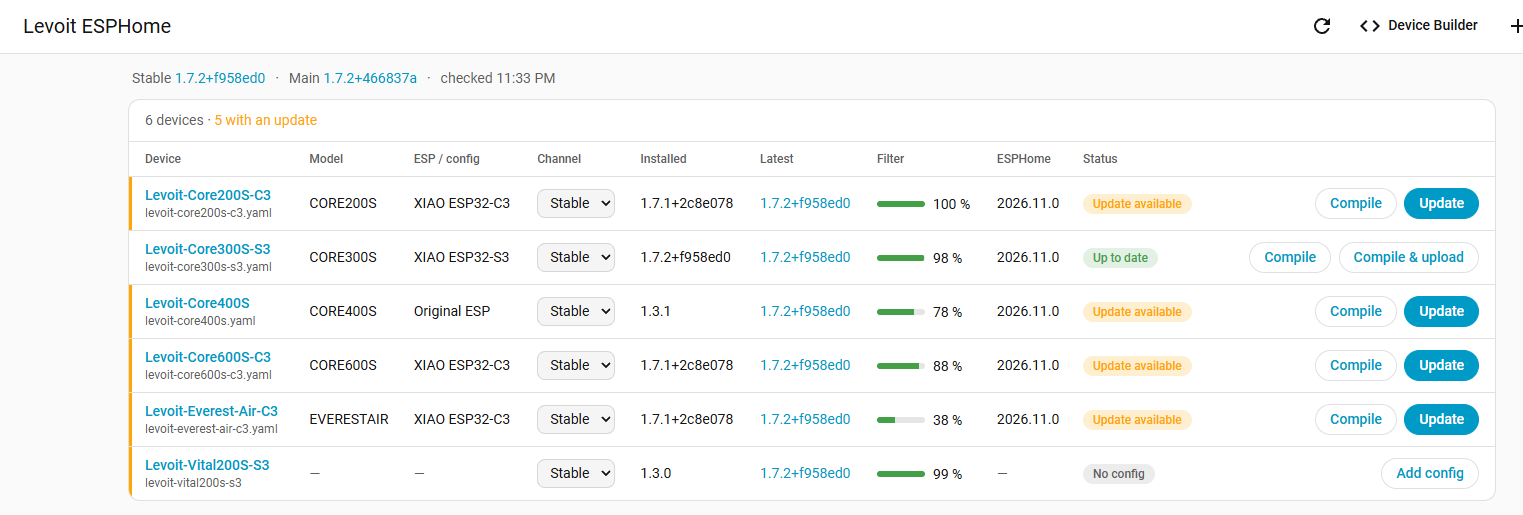 Levoit ESPHome
Device Builder
Stable 1.7.2+f958ed0 · Main 1.7.2+466837a · checked 11:33 PM
6 devices · 5 with an update
Device Model ESP / config Channel Installed Latest Filter ESPHome Status
Levoit-Core200S-C3
levoit-core200s-c3.yaml
CORE200S XIAO ESP32-C3 Stable 1.7.1+2c8e078 1.7.2+f958ed0 100 % 2026.11.0 Update available Compile Update
Levoit-Core300S-S3
levoit-core300s-s3.yaml
CORE300S XIAO ESP32-S3 Stable 1.7.2+f958ed0 1.7.2+f958ed0 98 % 2026.11.0 Up to date Compile Compile & upload
Levoit-Core400S
levoit-core400s.yaml
CORE400S Original ESP Stable 1.3.1 1.7.2+f958ed0 78 % 2026.11.0 Update available Compile Update
Levoit-Core600S-C3
levoit-core600s-c3.yaml
CORE600S XIAO ESP32-C3 Stable 1.7.1+2c8e078 1.7.2+f958ed0 88 % 2026.11.0 Update available Compile Update
Levoit-Everest-Air-C3
levoit-everest-air-c3.yaml
EVERESTAIR XIAO ESP32-C3 Stable 1.7.1+2c8e078 1.7.2+f958ed0 38 % 2026.11.0 Update available Compile Update
Levoit-Vital200S-S3
levoit-vital200s-s3
— — Stable 1.3.0 1.7.2+f958ed0 99 % — No config Add config